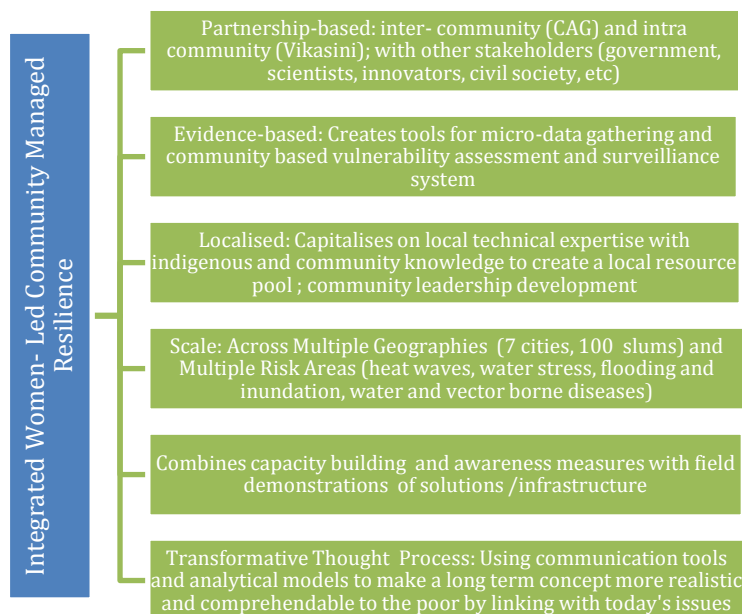 Integrated Women- Led Community Managed
Resilience
Partnership-based: inter- community (CAG) and intra
community (Vikasini); with other stakeholders (government,
scientists, innovators, civil society, etc)
Evidence-based: Creates tools for micro-data gathering and
community based vulnerability assessment and surveilliance
system
Localised: Capitalises on local technical expertise with
indigenous and community knowledge to create a local resource
pool ; community leadership development
Scale: Across Multiple Geographies (7 cities, 100 slums) and
Multiple Risk Areas (heat waves, water stress, flooding and
inundation, water and vector borne diseases)
Combines capacity building and awareness measures with field
demonstrations of solutions /infrastructure
Transformative Thought Process: Using communication tools
and analytical models to make a long term concept more realistic
and comprehendable to the poor by linking with today's issues